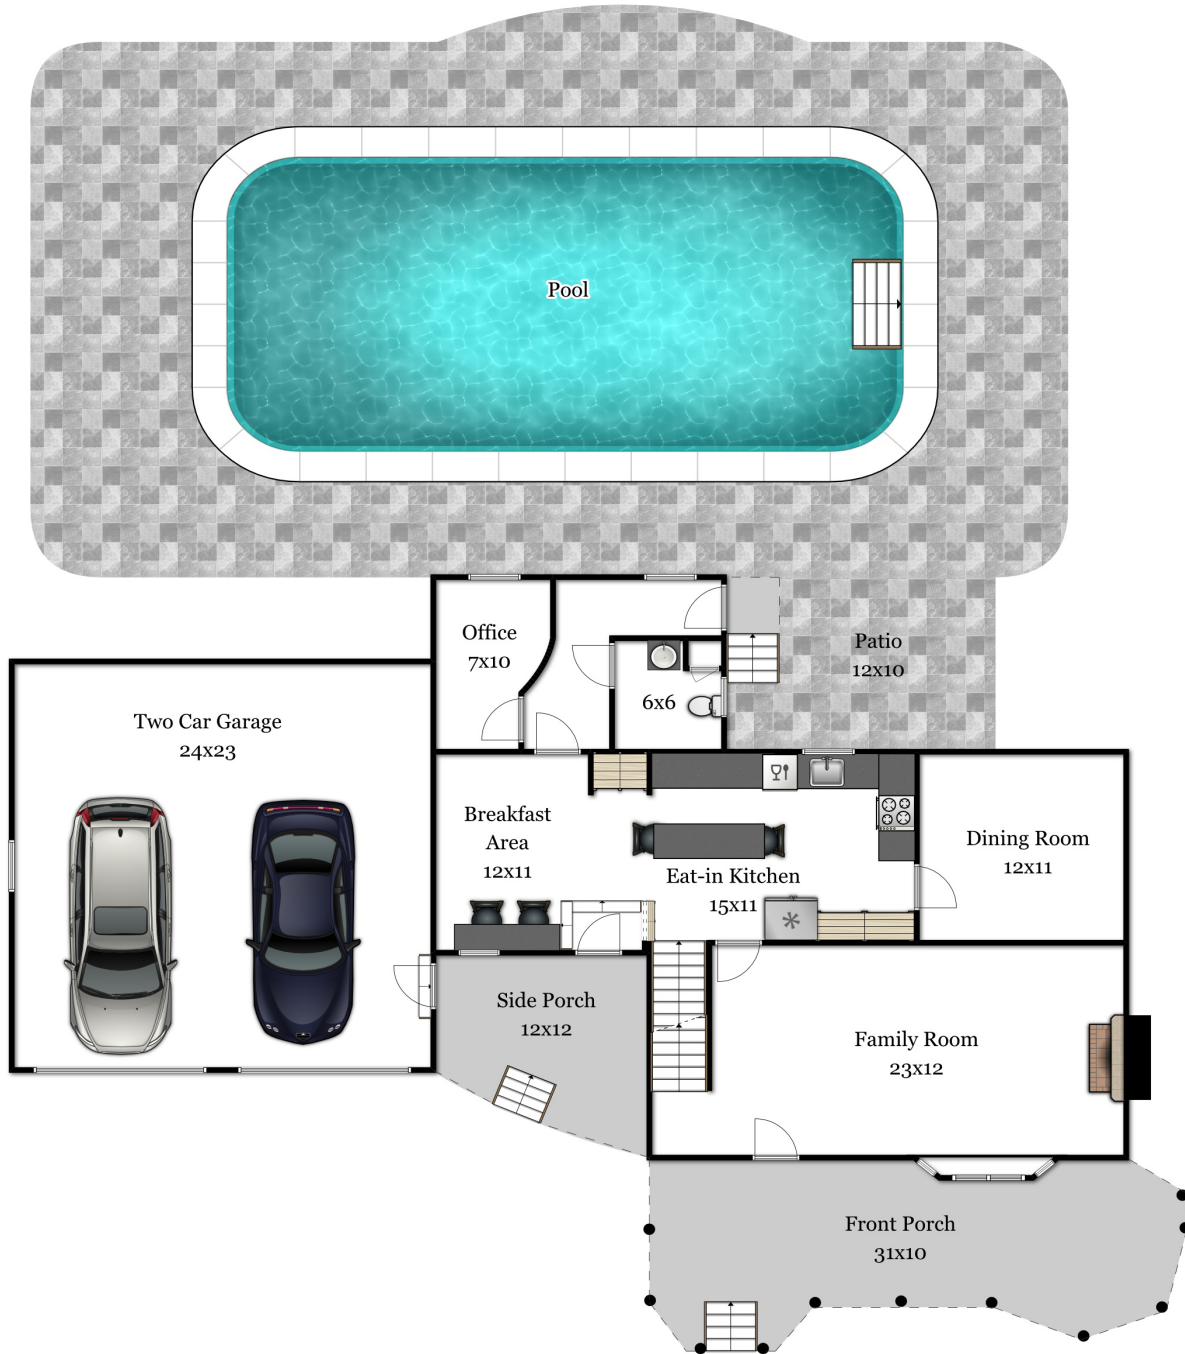 Pool
Office
7x10
Patio
12x10
6x6
Two Car Garage
24x23
Breakfast
Area
12x11
Eat-in Kitchen
15x11
Dining Room
12x11
Side Porch
12x12
Family Room
23x12
Front Porch
31x10